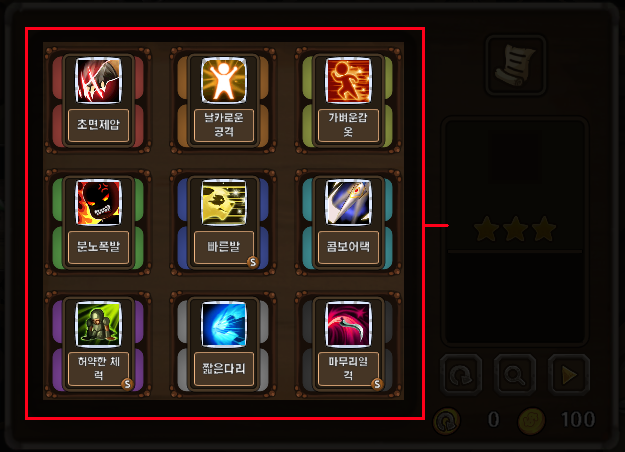 초면제압
날카로운
공격
가벼운갑
옷
분노폭발
빠른발
S
콤보어택
허약한 체
력
S
짧은다리
마무리일
격
S
0
100